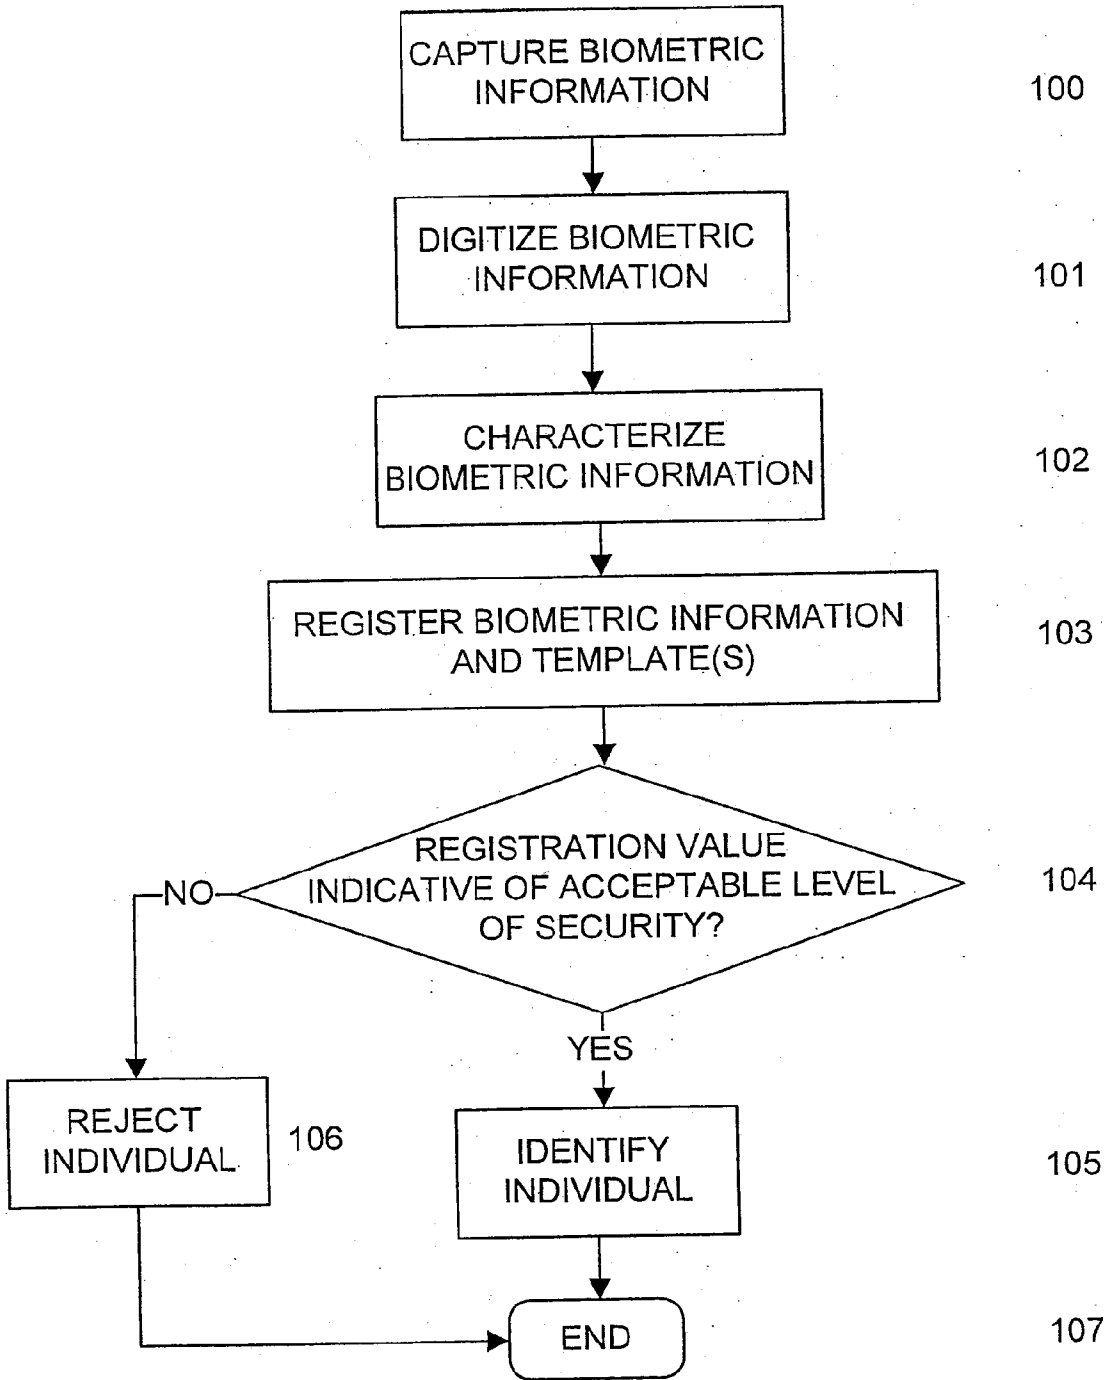 CAPTURE BIOMETRIC
INFORMATION
100
DIGITIZE BIOMETRIC
INFORMATION
101
CHARACTERIZE
BIOMETRIC INFORMATION
102
REGISTER BIOMETRIC INFORMATION
AND TEMPLATE(S)
103
REGISTRATION VALUE
INDICATIVE OF ACCEPTABLE LEVEL
OF SECURITY?
104
NO
YES
REJECT
INDIVIDUAL
106
IDENTIFY
INDIVIDUAL
105
END
107